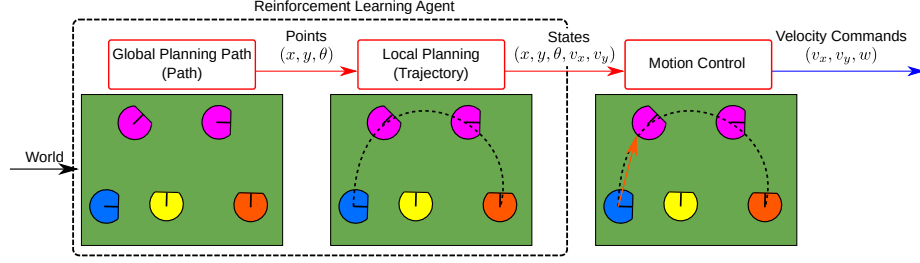 Reinforcement Learning Agent
Global Planning Path
(Path)
Points
(x, y, θ)
Local Planning
(Trajectory)
States
(x, y, θ, v_x, v_y)
Motion Control
Velocity Commands
(v_x, v_y, w)
World